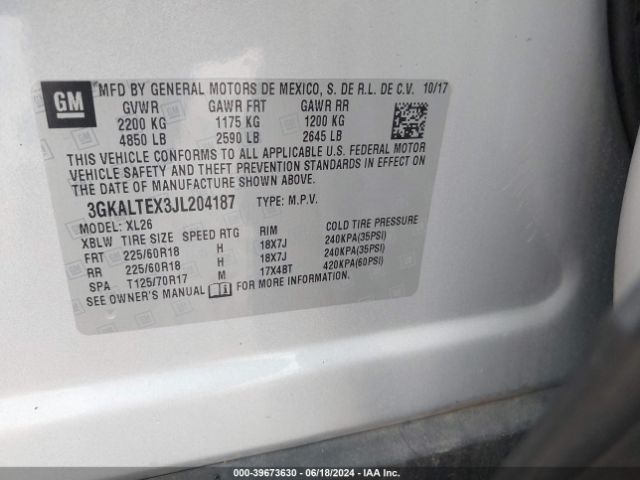 GM
MFD BY GENERAL MOTORS DE MEXICO, S. DE R.L. DE C.V. 10/17
GVWR GAWR FRT GAWR RR
2200 KG 1175 KG 1200 KG
4850 LB 2590 LB 2645 LB
THIS VEHICLE CONFORMS TO ALL APPLICABLE U.S. FEDERAL MOTOR
VEHICLE SAFETY AND THEFT PREVENTION STANDARDS IN EFFECT ON
THE DATE OF MANUFACTURE SHOWN ABOVE.
3GKALTEX3JL204187 TYPE: M.P.V.
MODEL: XL26
XBLW TIRE SIZE SPEED RTG RIM COLD TIRE PRESSURE
FRT 225/60R18 H 18X7J 240KPA(35PSI)
RR 225/60R18 H 18X7J 240KPA(35PSI)
SPA T125/70R17 M 17X4BT 420KPA(60PSI)
SEE OWNER'S MANUAL FOR MORE INFORMATION.
000-39673630 - 06/18/2024 - IAA Inc.